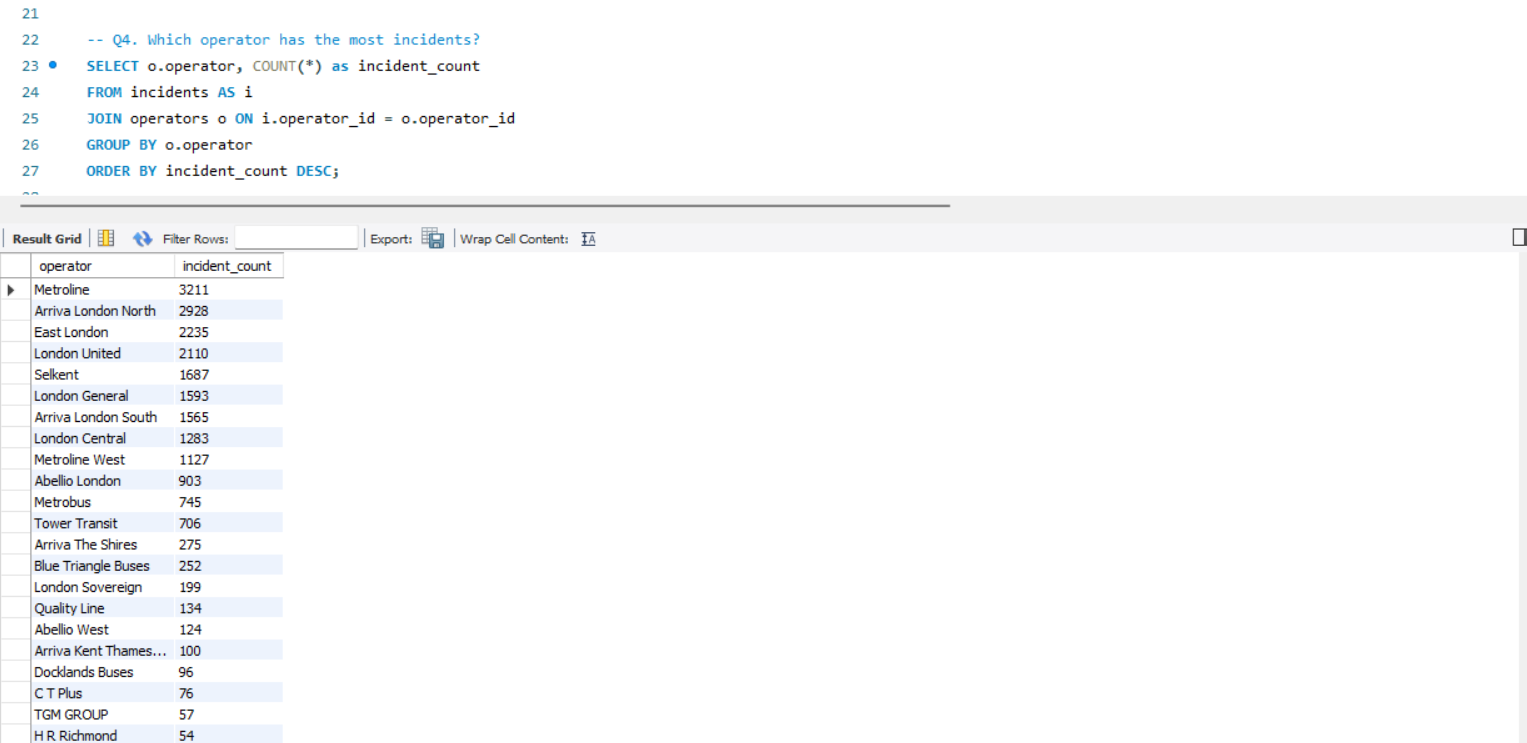 21
22 -- Q4. Which operator has the most incidents?
23 SELECT o.operator, COUNT(*) as incident_count
24 FROM incidents AS i
25 JOIN operators o ON i.operator_id = o.operator_id
26 GROUP BY o.operator
27 ORDER BY incident_count DESC;
Result Grid Filter Rows: Export: Wrap Cell Content: IA
operator incident_count
Metroline 3211
Arriva London North 2928
East London 2235
London United 2110
Selkent 1687
London General 1593
Arriva London South 1565
London Central 1283
Metroline West 1127
Abellio London 903
Metrobus 745
Tower Transit 706
Arriva The Shires 275
Blue Triangle Buses 252
London Sovereign 199
Quality Line 134
Abellio West 124
Arriva Kent Thames... 100
Docklands Buses 96
C T Plus 76
TGM GROUP 57
H R Richmond 54